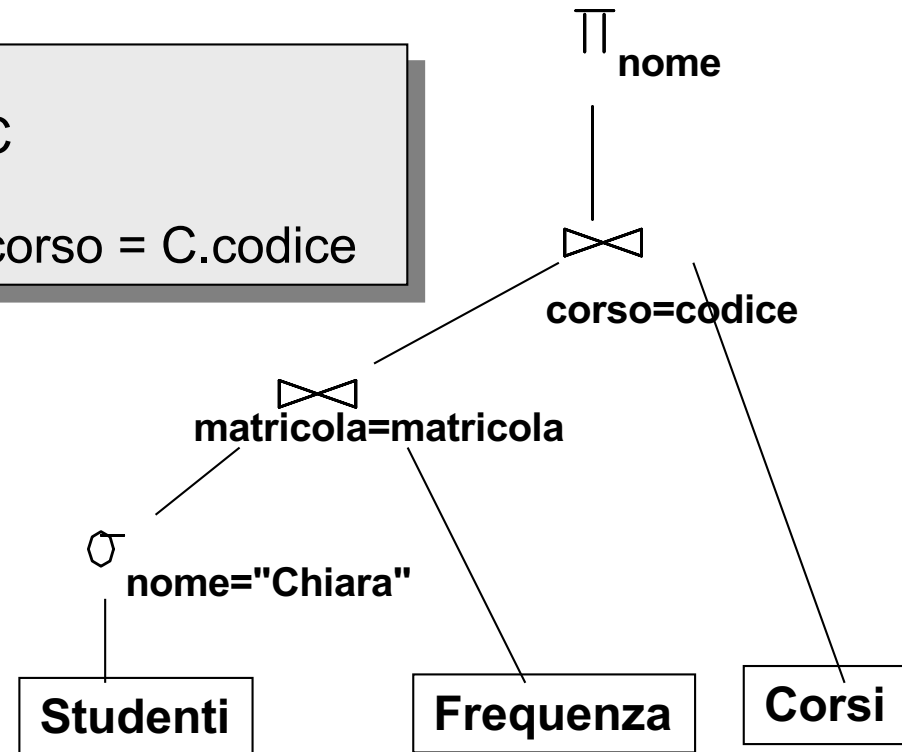 C
corso = C.codice
∏ nome
⋈
corso=codice
⋈
matricola=matricola
σ nome="Chiara"
Studenti
Frequenza
Corsi